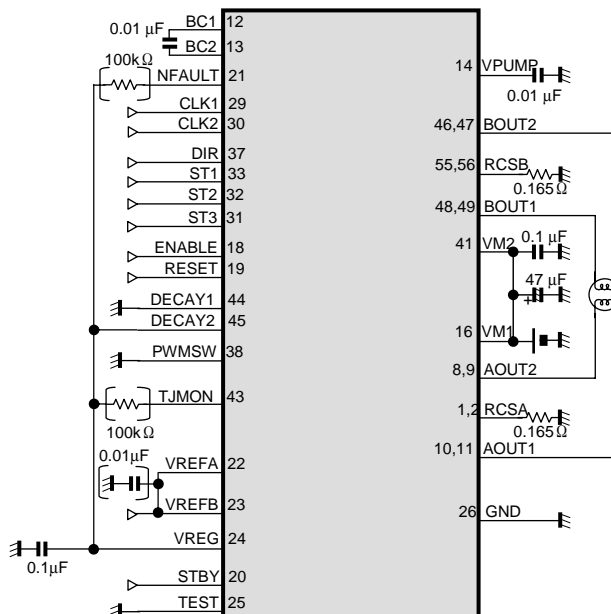 BC1 12
0.01 μF
BC2 13
100kΩ
NFAULT 21
CLK1 29
CLK2 30
DIR 37
ST1 33
ST2 32
ST3 31
ENABLE 18
RESET 19
DECAY1 44
DECAY2 45
PWMSW 38
TJMON 43
100kΩ
0.01μF
VREFA 22
VREFB 23
VREG 24
0.1μF
STBY 20
TEST 25
14 VPUMP
0.01 μF
46,47 BOUT2
55,56 RCSB
0.165Ω
48,49 BOUT1
41 VM2
0.1 μF
47 μF
+
16 VM1
8,9 AOUT2
1,2 RCSA
0.165Ω
10,11 AOUT1
26 GND